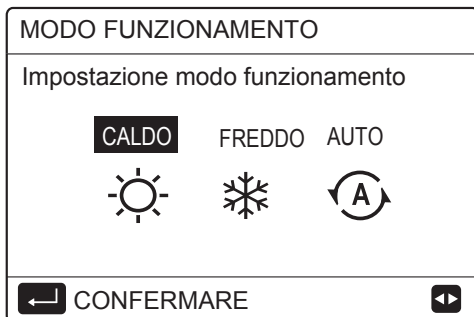 MODO FUNZIONAMENTO
Impostazione modo funzionamento
CALDO FREDDO AUTO
A
CONFERMARE